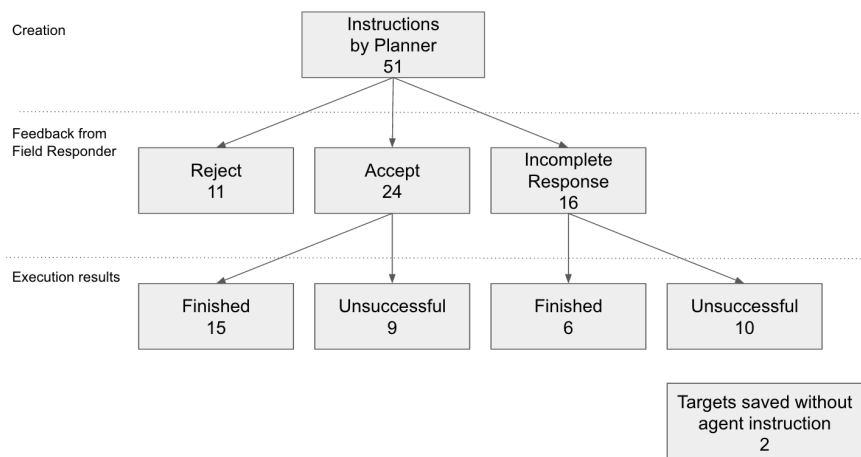 Creation
Instructions
by Planner
51
Feedback from
Field Responder
Reject
11
Accept
24
Incomplete
Response
16
Execution results
Finished
15
Unsuccessful
9
Finished
6
Unsuccessful
10
Targets saved without
agent instruction
2